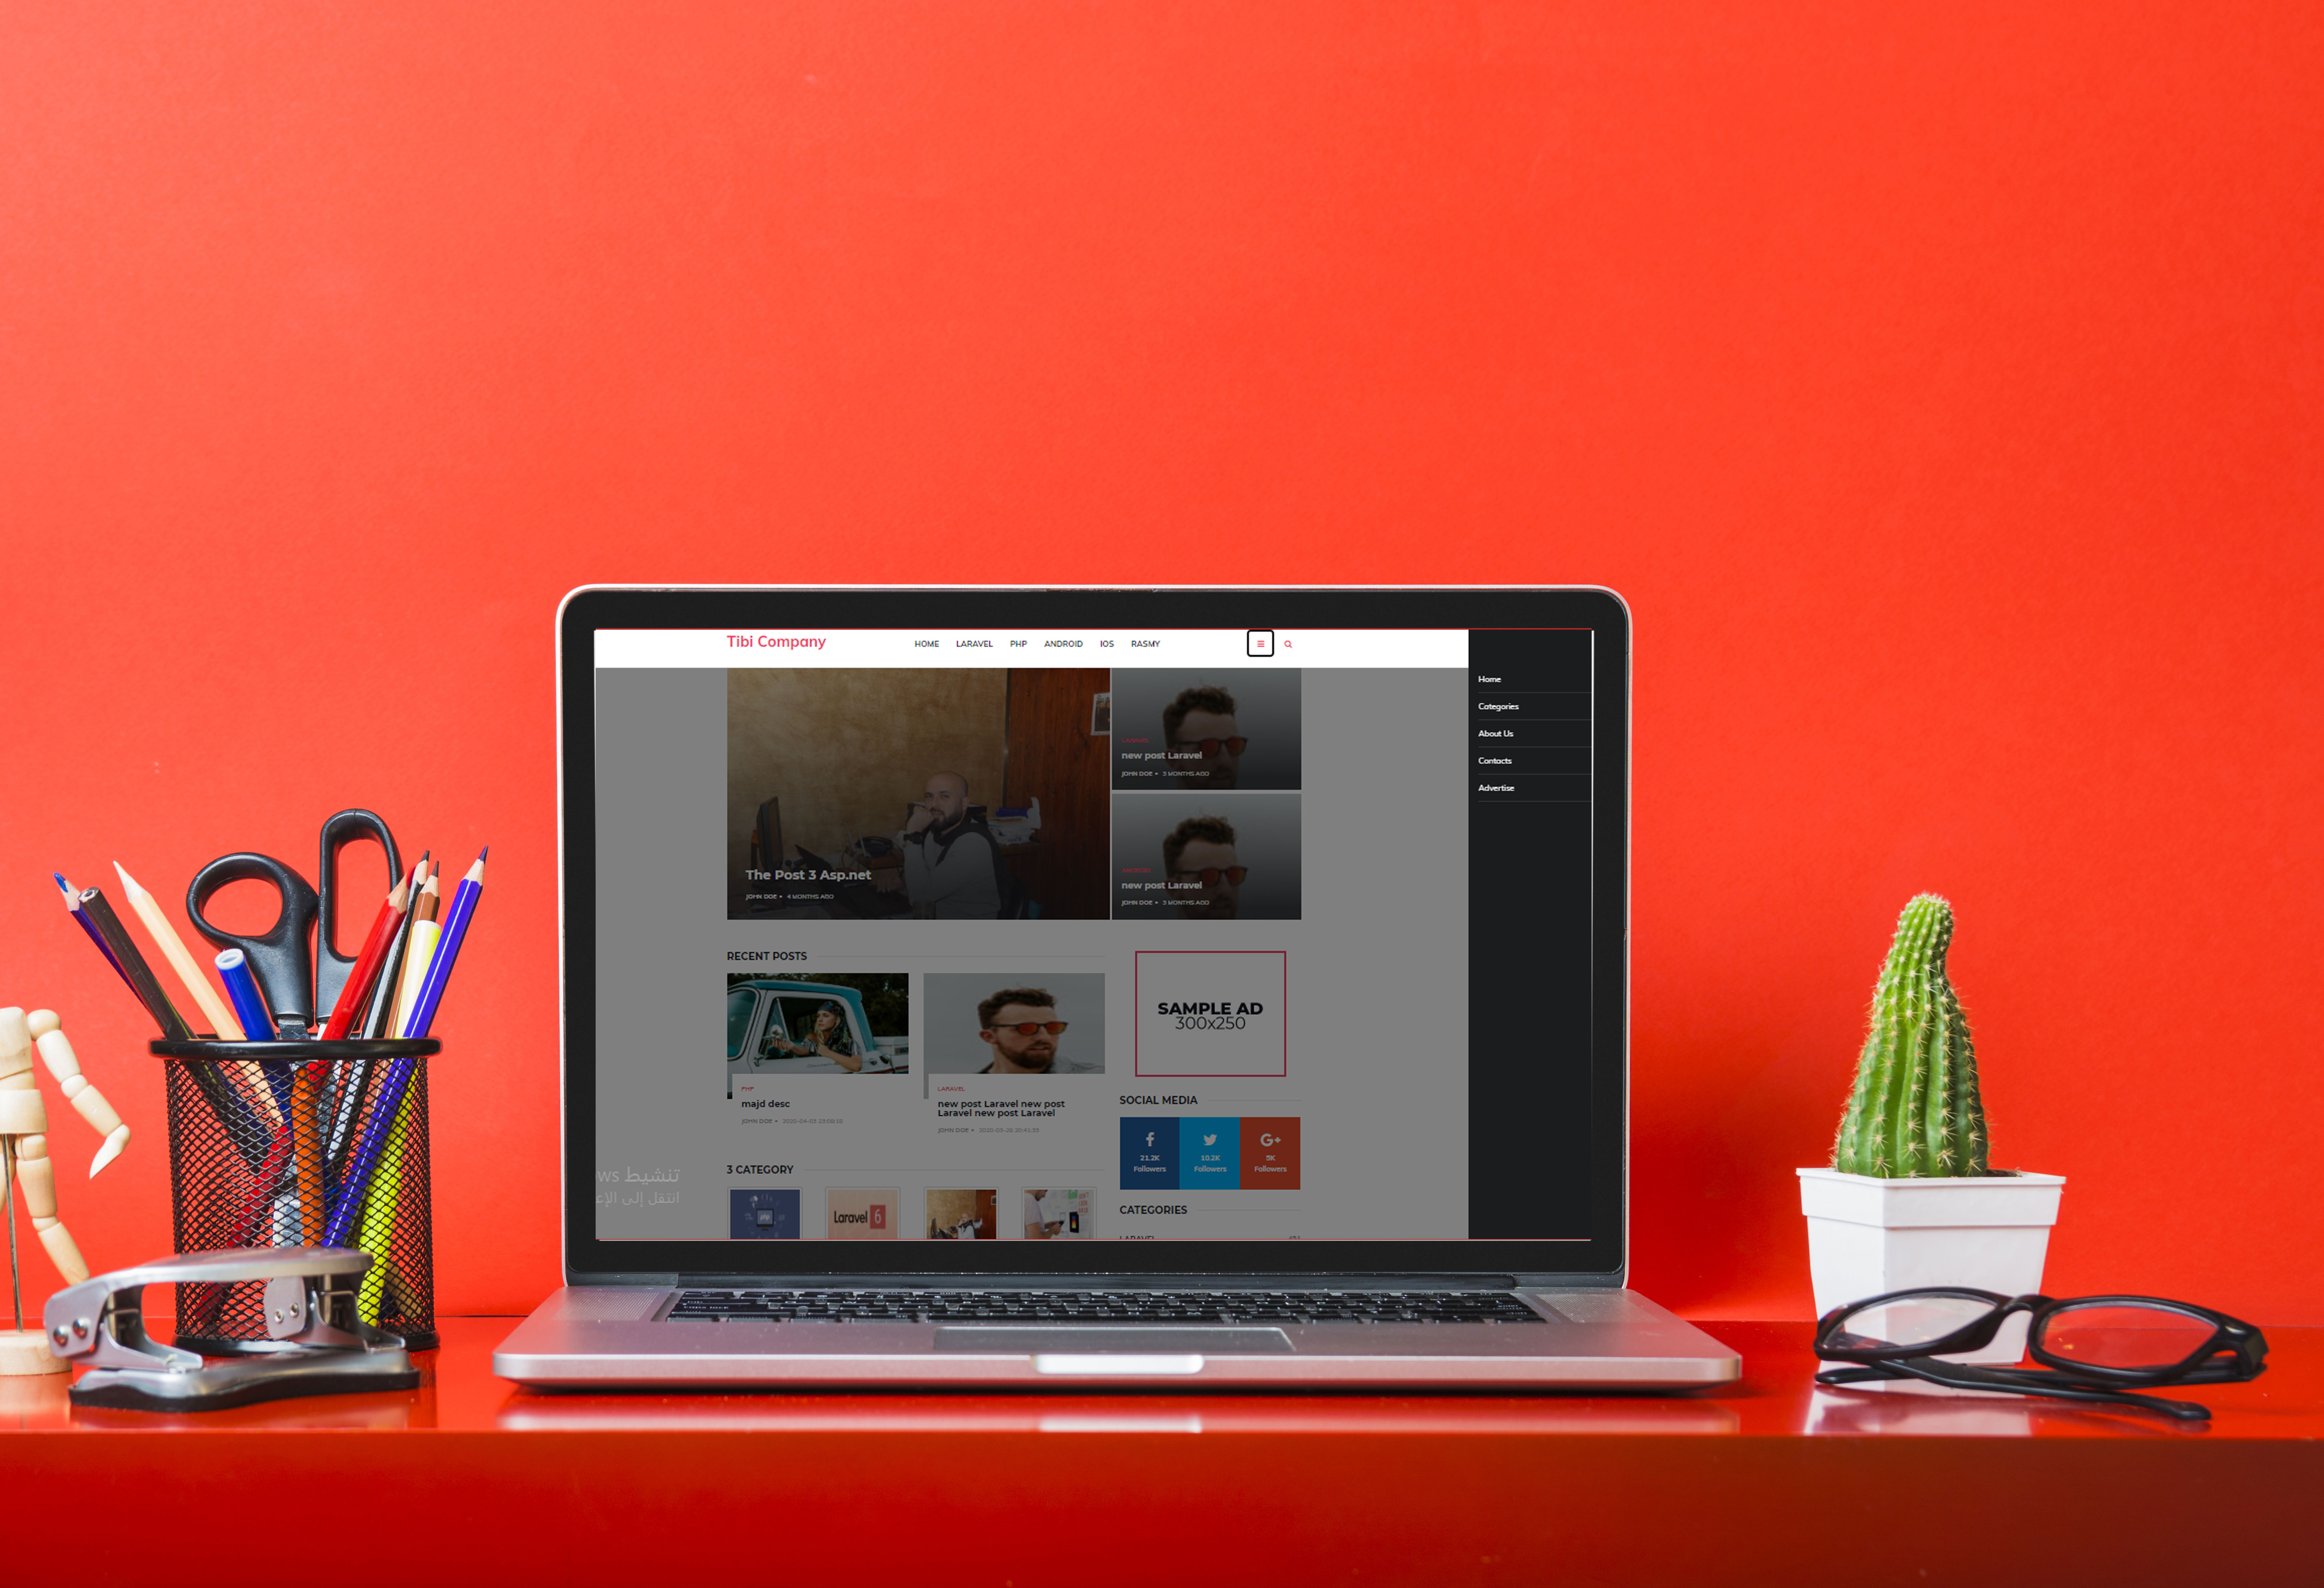 Tibi Company
HOME LARAVEL PHP ANDROID IOS RASMY
Home
Categories
About Us
Contacts
Advertise
The Post 3 Asp.net
JOHN DOE • 4 MONTHS AGO
LARAVEL
new post Laravel
JOHN DOE • 3 MONTHS AGO
new post Laravel
JOHN DOE • 3 MONTHS AGO
RECENT POSTS
PHP
majd desc
JOHN DOE •
LARAVEL
new post Laravel new post
Laravel new post Laravel
JOHN DOE •
SAMPLE AD
300x250
SOCIAL MEDIA
21.2K
Followers
10.2K
Followers
G+
5K
Followers
3 CATEGORY
php
Laravel 6
CATEGORIES
تنشيط ws
انتقل إلى الإع